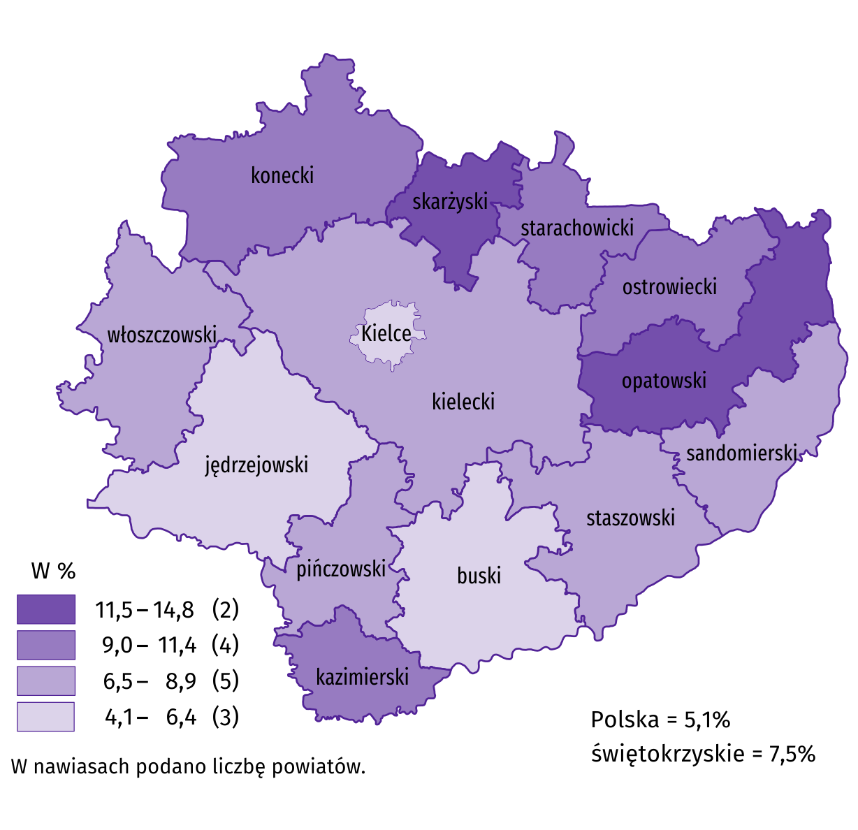 konecki
skarżyski
starachowicki
ostrowiecki
włoszczowski
Kielce
opatowski
kielecki
sandomierski
jędrzejowski
staszowski
pińczowski
buski
kazimierski
W %
11,5 – 14,8 (2)
9,0 – 11,4 (4)
6,5 – 8,9 (5)
4,1 – 6,4 (3)
Polska = 5,1%
świętokrzyskie = 7,5%
W nawiasach podano liczbę powiatów.